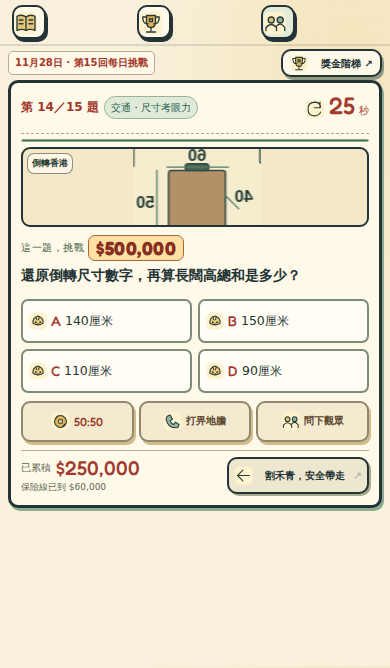 11月28日 · 第15回每日挑戰
獎金階梯 ↗
第 14／15 題
交通 · 尺寸考眼力
25 秒
倒轉香港
60
50
40
這一題，挑戰 $500,000
還原倒轉尺寸數字，再算長闊高總和是多少？
A 140厘米
B 150厘米
C 110厘米
D 90厘米
50:50
打畀地膽
問下觀眾
已累積 $250,000
保險線已到 $60,000
割禾青，安全帶走 ↗